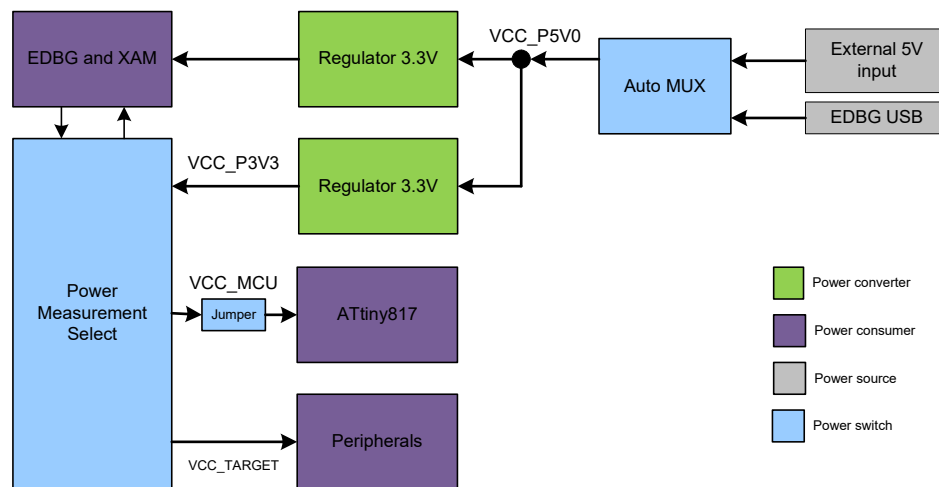 EDBG and XAM
Regulator 3.3V
VCC_P5V0
Auto MUX
External 5V
input
EDBG USB
VCC_P3V3
Regulator 3.3V
Power
Measurement
Select
VCC_MCU
Jumper
ATtiny817
VCC_TARGET
Peripherals
Power converter
Power consumer
Power source
Power switch